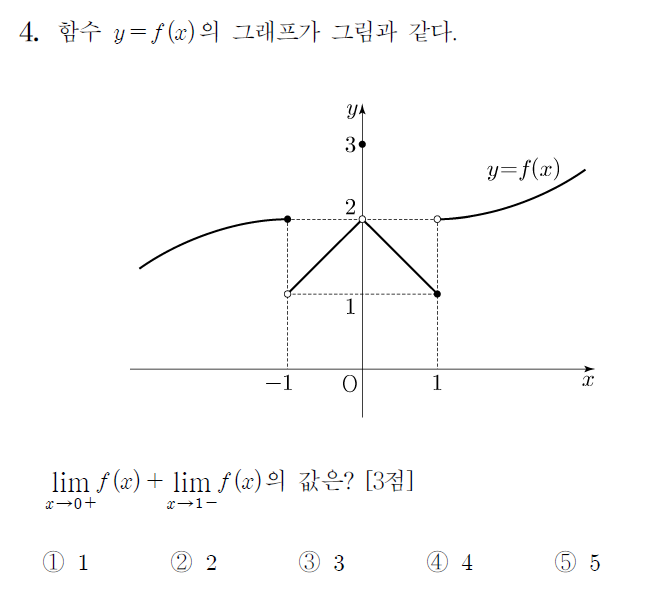 4. 함수 y=f(x)의 그래프가 그림과 같다.
y
3
y=f(x)
2
1
-1 O 1 x
lim f(x)+ lim f(x)의 값은? [3점]
x→0+ x→1-
① 1 ② 2 ③ 3 ④ 4 ⑤ 5